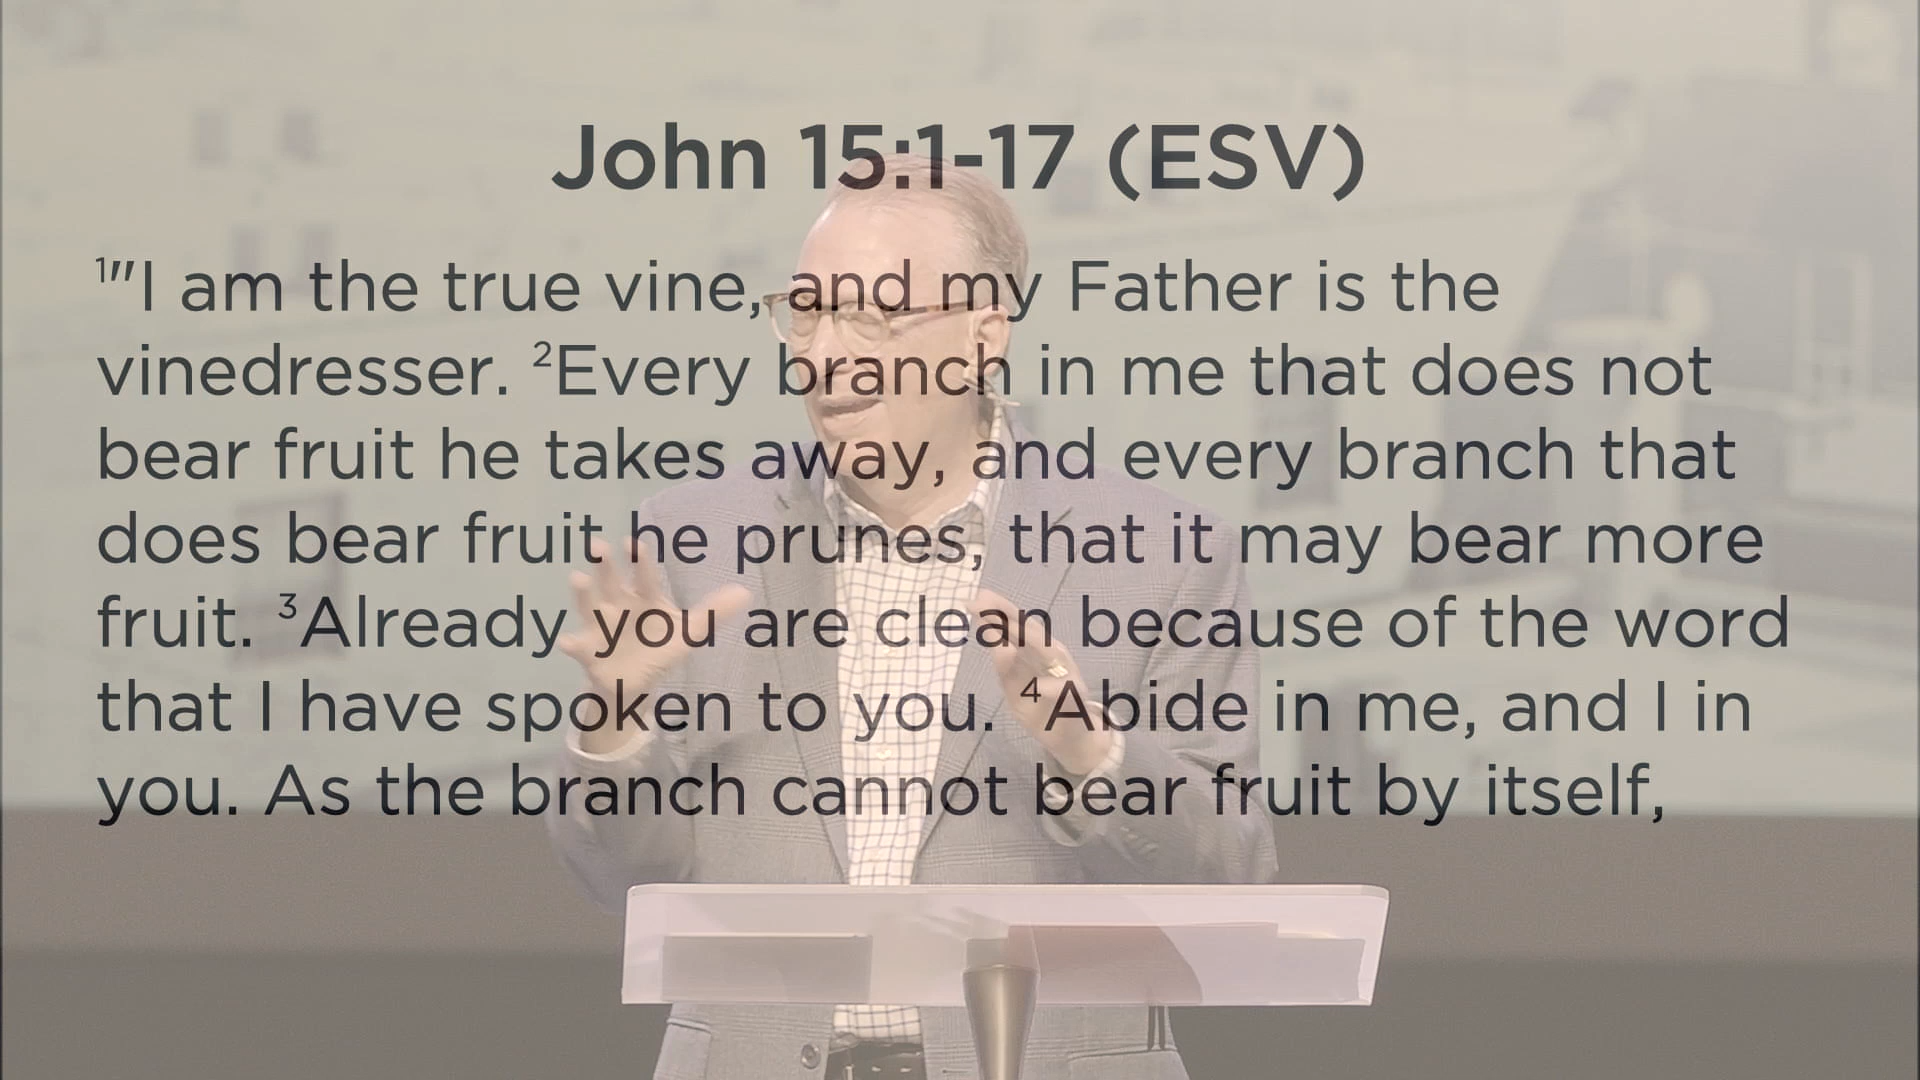 John 15:1-17 (ESV)
¹"I am the true vine, and my Father is the
vinedresser. ²Every branch in me that does not
bear fruit he takes away, and every branch that
does bear fruit he prunes, that it may bear more
fruit. ³Already you are clean because of the word
that I have spoken to you. ⁴Abide in me, and I in
you. As the branch cannot bear fruit by itself,